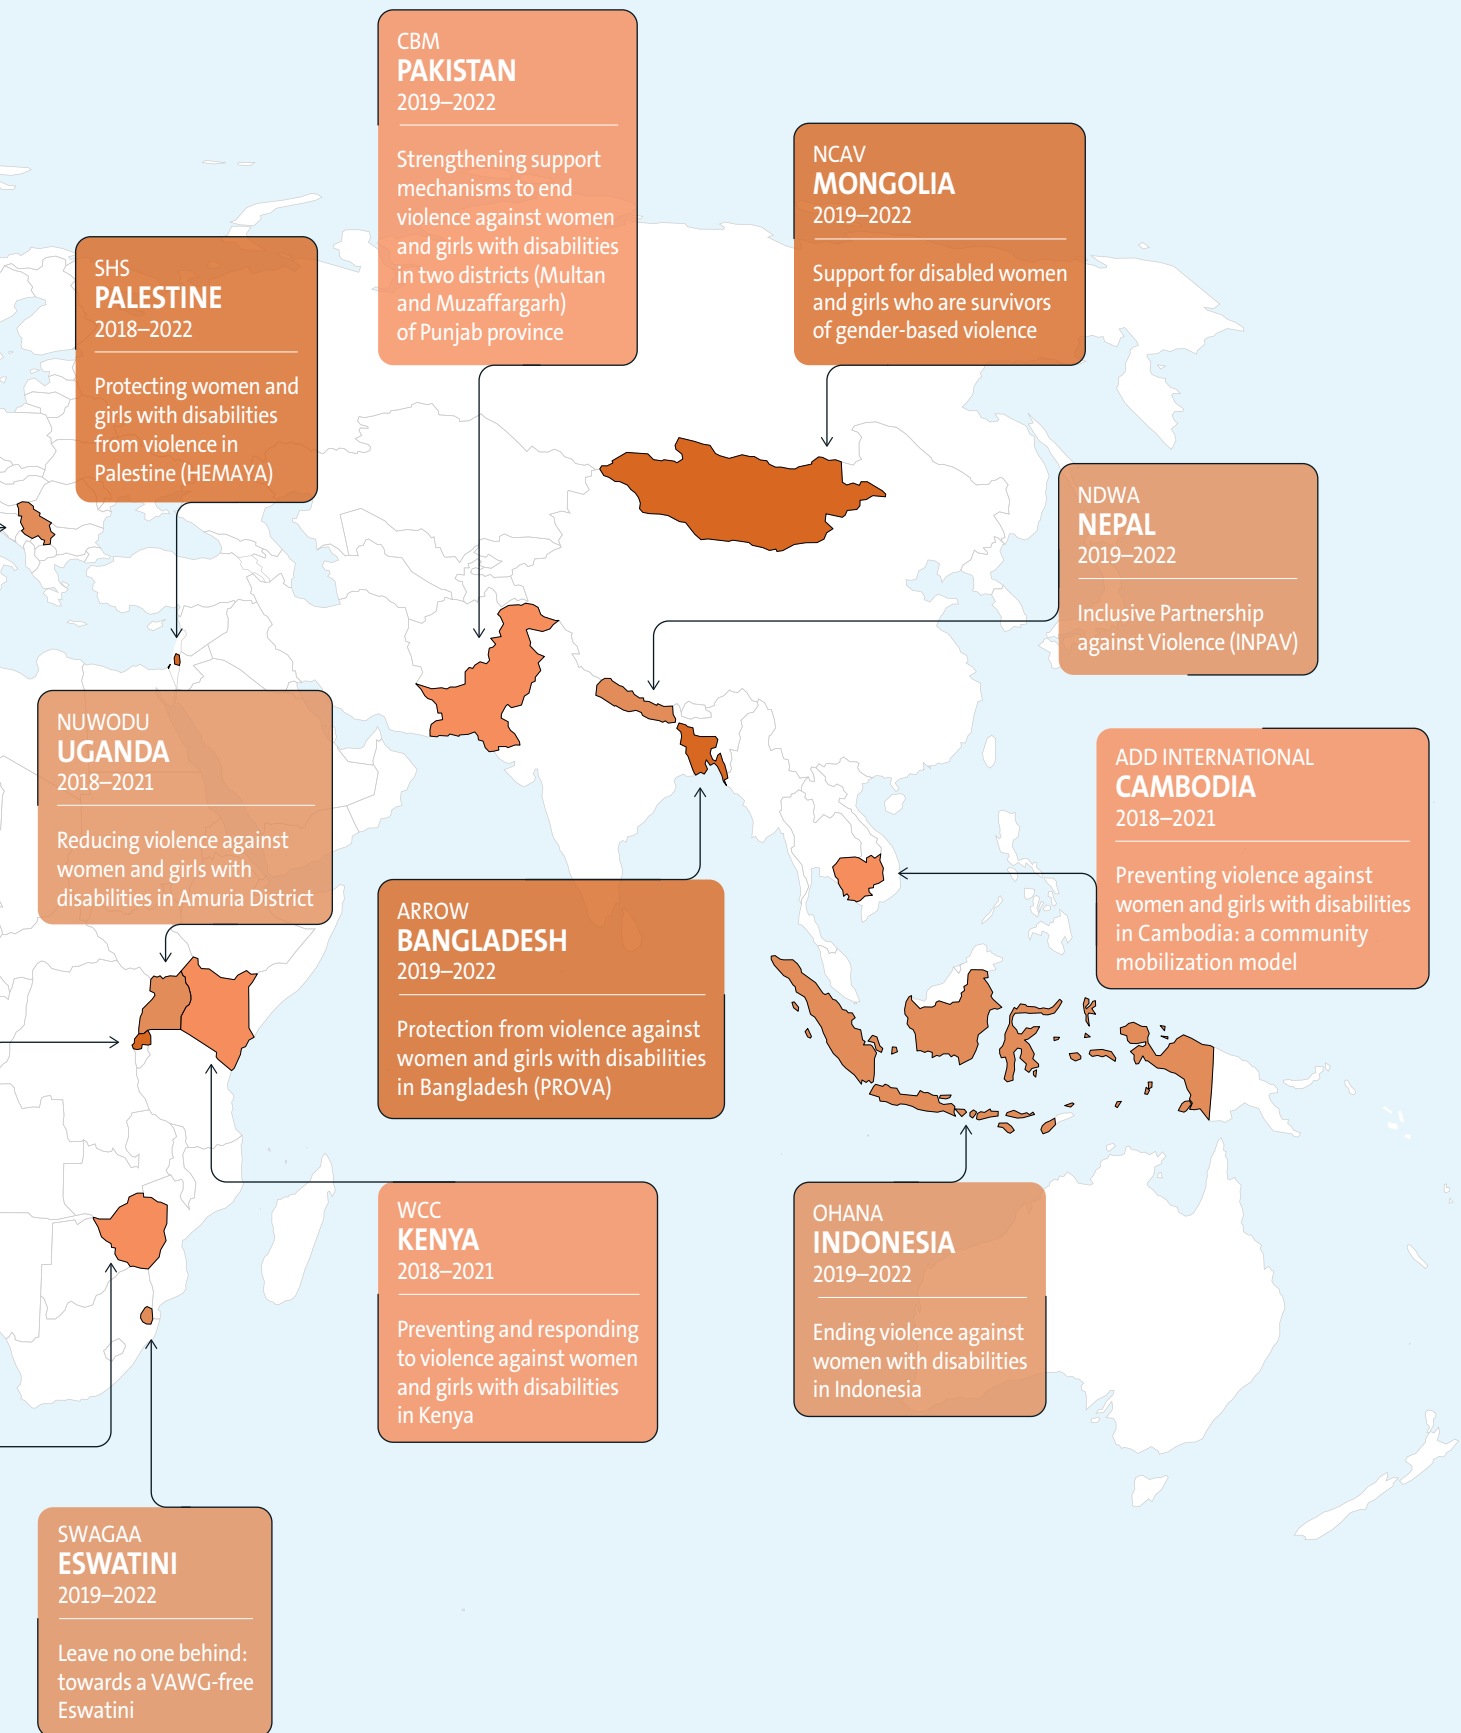 CBM
PAKISTAN
2019–2022
Strengthening support
mechanisms to end
violence against women
and girls with disabilities
in two districts (Multan
and Muzaffargarh)
of Punjab province
NCAV
MONGOLIA
2019–2022
Support for disabled women
and girls who are survivors
of gender-based violence
SHS
PALESTINE
2018–2022
Protecting women and
girls with disabilities
from violence in
Palestine (HEMAYA)
NDWA
NEPAL
2019–2022
Inclusive Partnership
against Violence (INPAV)
NUWODU
UGANDA
2018–2021
Reducing violence against
women and girls with
disabilities in Amuria District
ADD INTERNATIONAL
CAMBODIA
2018–2021
Preventing violence against
women and girls with disabilities
in Cambodia: a community
mobilization model
ARROW
BANGLADESH
2019–2022
Protection from violence against
women and girls with disabilities
in Bangladesh (PROVA)
WCC
KENYA
2018–2021
Preventing and responding
to violence against women
and girls with disabilities
in Kenya
OHANA
INDONESIA
2019–2022
Ending violence against
women with disabilities
in Indonesia
SWAGAA
ESWATINI
2019–2022
Leave no one behind:
towards a VAWG-free
Eswatini